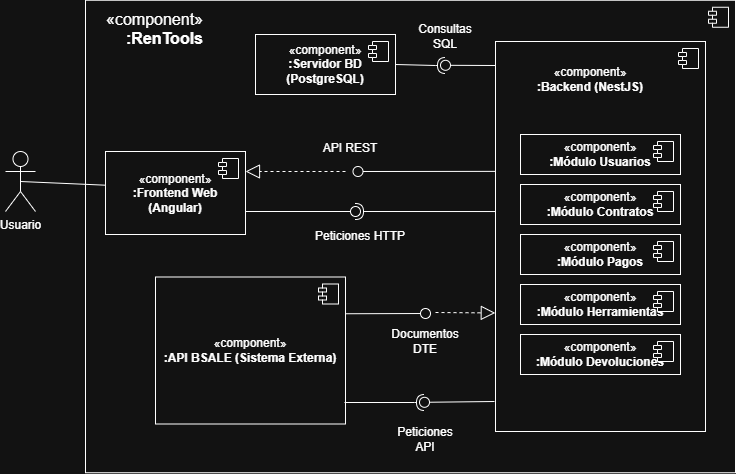 «component»
:RenTools
«component»
:Servidor BD
(PostgreSQL)
Consultas
SQL
«component»
:Backend (NestJS)
API REST
«component»
:Módulo Usuarios
Usuario
«component»
:Frontend Web
(Angular)
Peticiones HTTP
«component»
:Módulo Contratos
«component»
:Módulo Pagos
«component»
:API BSALE (Sistema Externa)
Documentos
DTE
«component»
:Módulo Herramientas
«component»
:Módulo Devoluciones
Peticiones
API